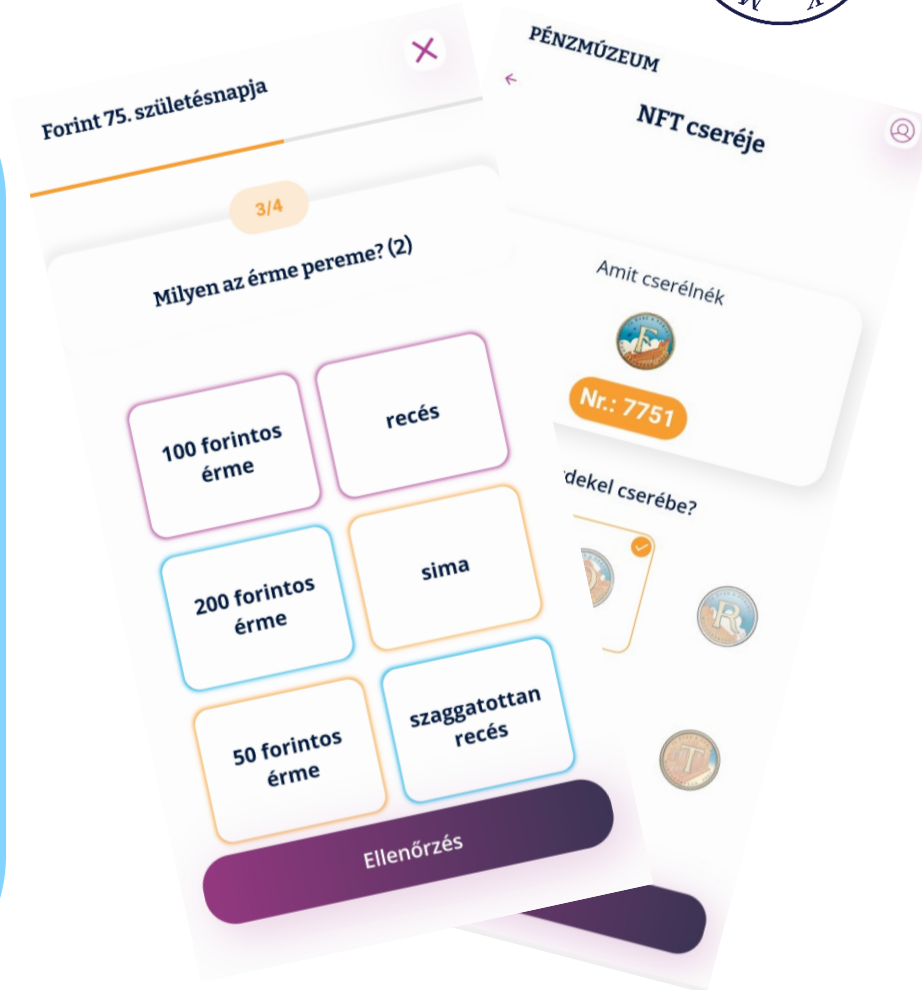 Forint 75. születésnapja
3/4
Milyen az érme pereme? (2)
100 forintos
érme
recés
200 forintos
érme
sima
50 forintos
érme
szaggatottan
recés
Ellenőrzés
PÉNZMÚZEUM
NFT cseréje
Amit cserélnék
F
Nr.: 7751
dekel cserébe?
R
T
M